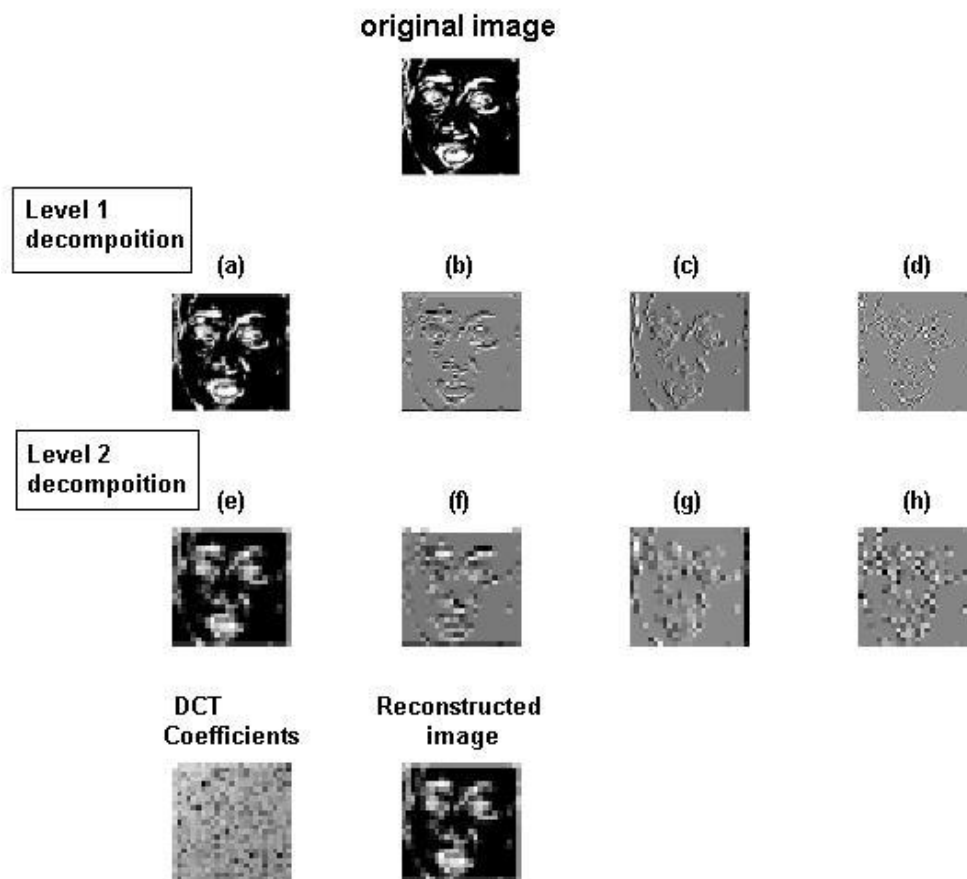 original image
Level 1
decompoition
(a)
(b)
(c)
(d)
Level 2
decompoition
(e)
(f)
(g)
(h)
DCT
Coefficients
Reconstructed
image